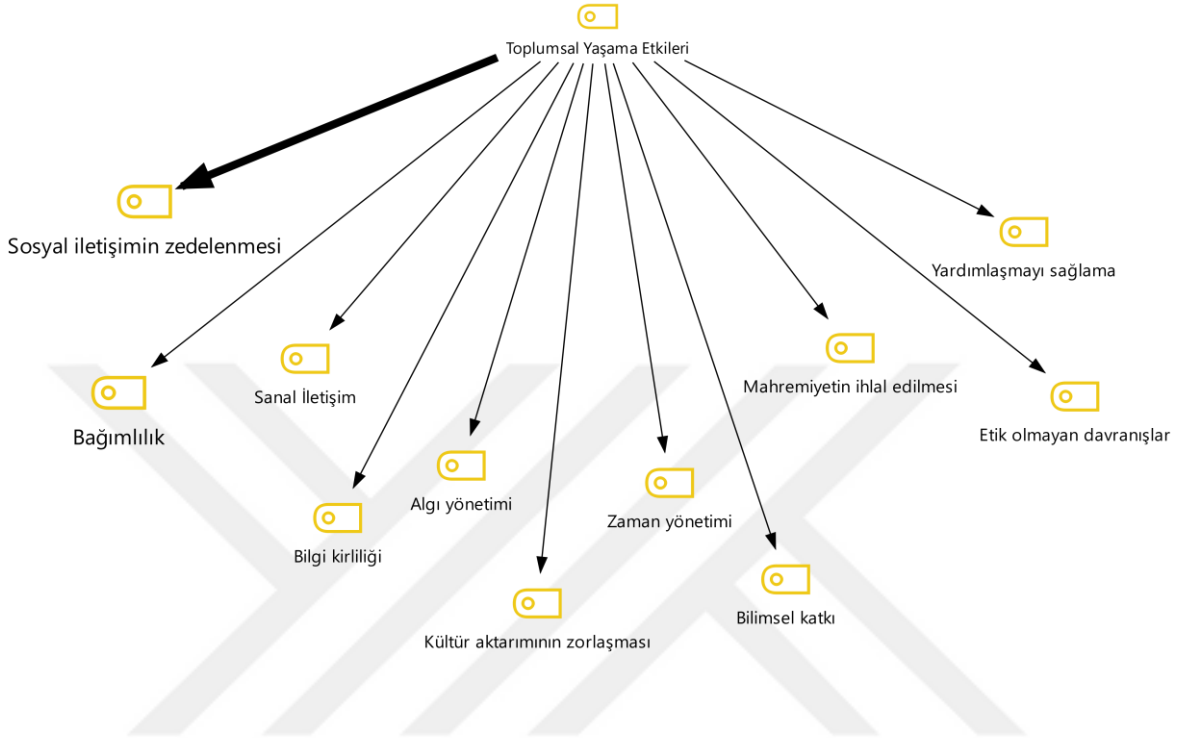 Toplumsal Yaşama Etkileri
Sosyal iletişimin zedelenmesi
Yardımlaşmayı sağlama
Sanal İletişim
Mahremiyetin ihlal edilmesi
Bağımlılık
Etik olmayan davranışlar
Algı yönetimi
Zaman yönetimi
Bilgi kirliliği
Bilimsel katkı
Kültür aktarımının zorlaşması